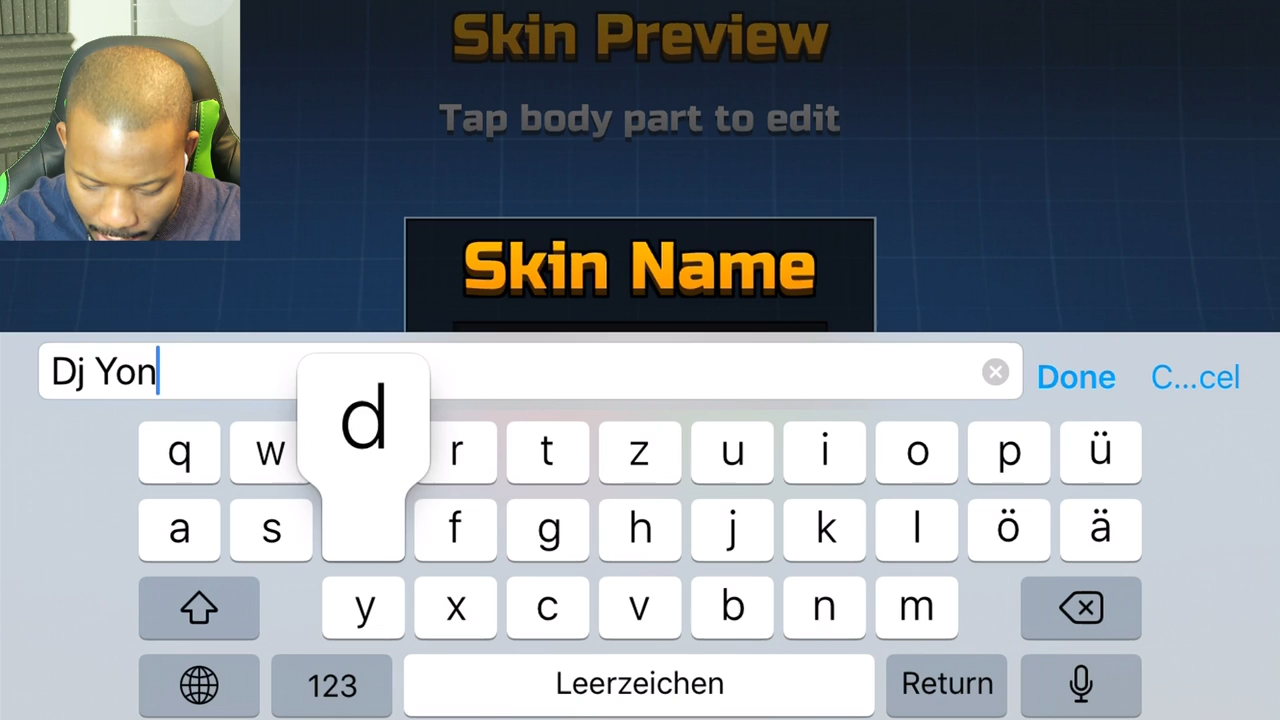 Skin Preview
Tap body part to edit
Skin Name
Dj Yon
Done C...cel
d
q w r t z u i o p ü
a s f g h j k l ö ä
y x c v b n m
123 Leerzeichen Return